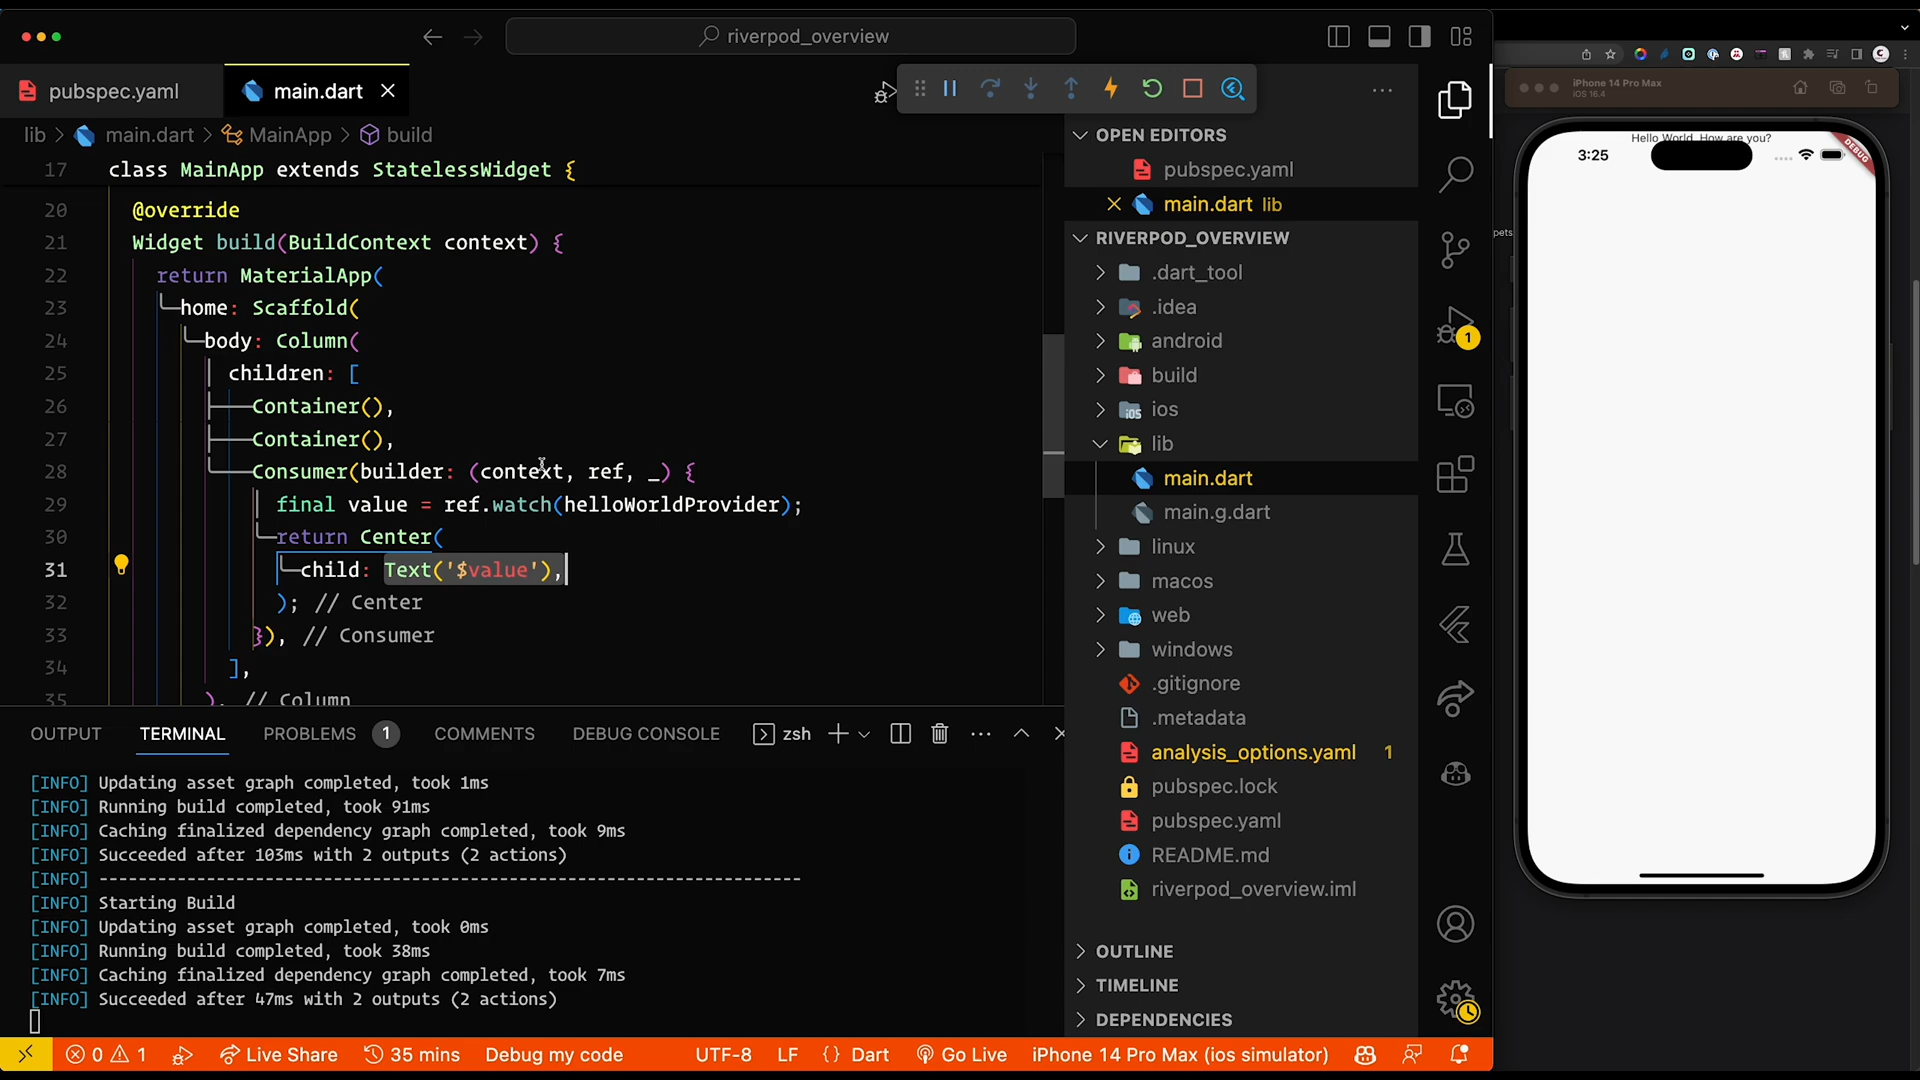 riverpod_overview
pubspec.yaml
main.dart
lib > main.dart > MainApp > build
17 class MainApp extends StatelessWidget {
20 @override
21 Widget build(BuildContext context) {
22 return MaterialApp(
23 home: Scaffold(
24 body: Column(
25 children: [
26 Container(),
27 Container(),
28 Consumer(builder: (context, ref, _) {
29 final value = ref.watch(helloWorldProvider);
30 return Center(
31 child: Text('$value'),
32 ); // Center
33 }), // Consumer
34 ],
35 ), // Column
OUTPUT TERMINAL PROBLEMS 1 COMMENTS DEBUG CONSOLE zsh
[INFO] Updating asset graph completed, took 1ms
[INFO] Running build completed, took 91ms
[INFO] Caching finalized dependency graph completed, took 9ms
[INFO] Succeeded after 103ms with 2 outputs (2 actions)
[INFO] ------------------------------------------------------------------------
[INFO] Starting Build
[INFO] Updating asset graph completed, took 0ms
[INFO] Running build completed, took 38ms
[INFO] Caching finalized dependency graph completed, took 7ms
[INFO] Succeeded after 47ms with 2 outputs (2 actions)
OPEN EDITORS
pubspec.yaml
main.dart lib
RIVERPOD_OVERVIEW
.dart_tool
.idea
android
build
ios
lib
main.dart
main.g.dart
linux
macos
web
windows
.gitignore
.metadata
analysis_options.yaml 1
pubspec.lock
pubspec.yaml
README.md
riverpod_overview.iml
OUTLINE
TIMELINE
DEPENDENCIES
1
0 1 Live Share 35 mins Debug my code UTF-8 LF {} Dart Go Live iPhone 14 Pro Max (ios simulator)
iPhone 14 Pro Max
iOS 16.4
Hello World, How are you?
3:25
DEBUG
pets